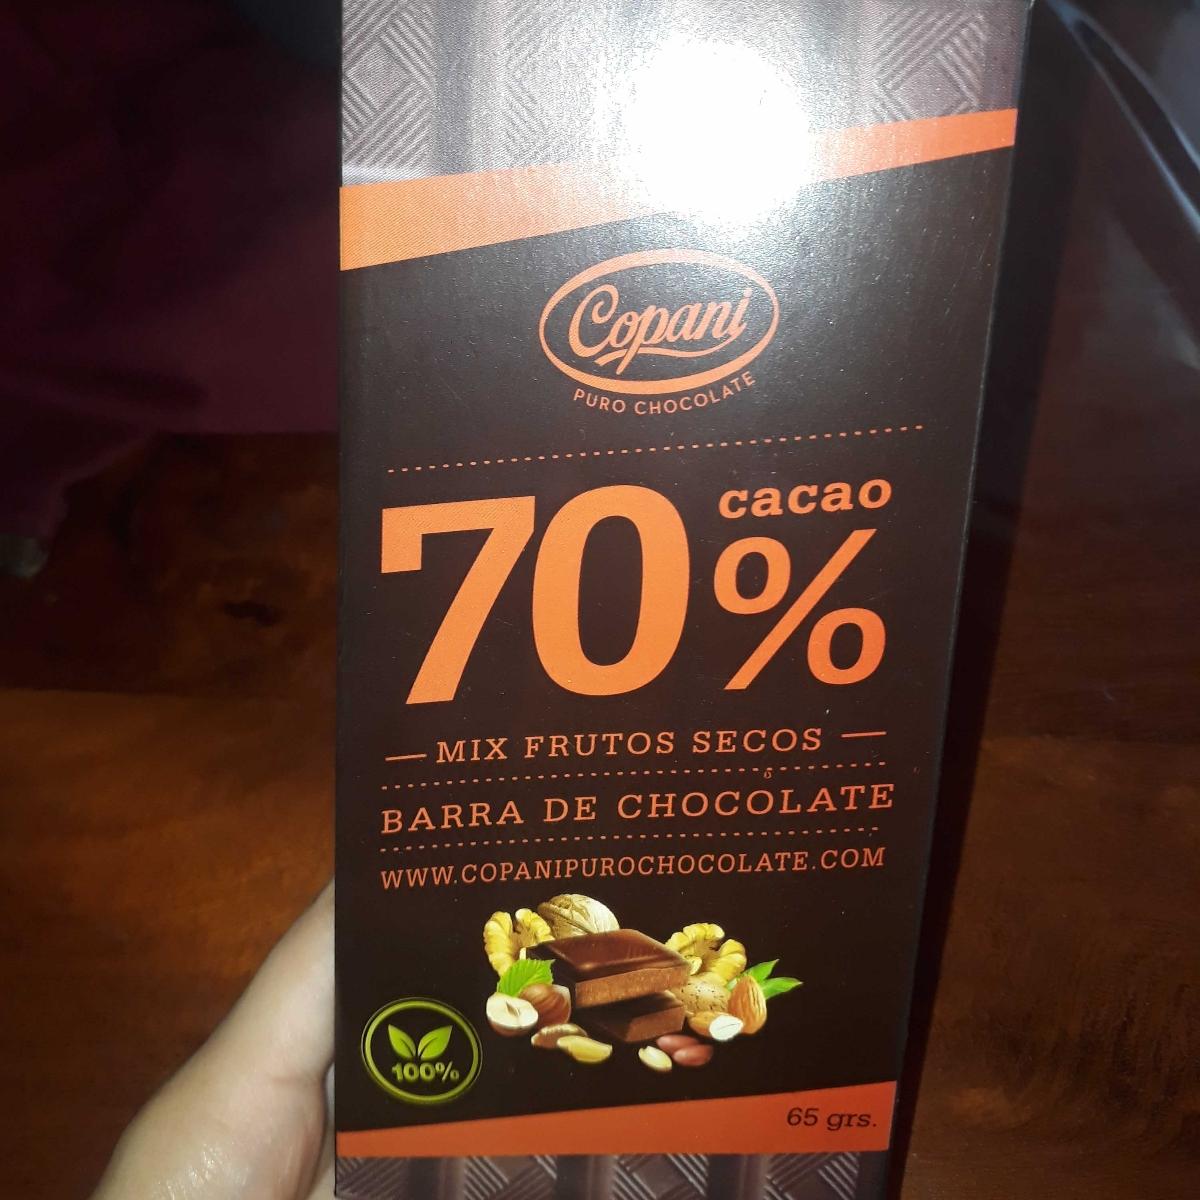 Copani
PURO CHOCOLATE
70%
cacao
MIX FRUTOS SECOS
BARRA DE CHOCOLATE
WWW.COPANIPUROCHOCOLATE.COM
100%
65 grs.